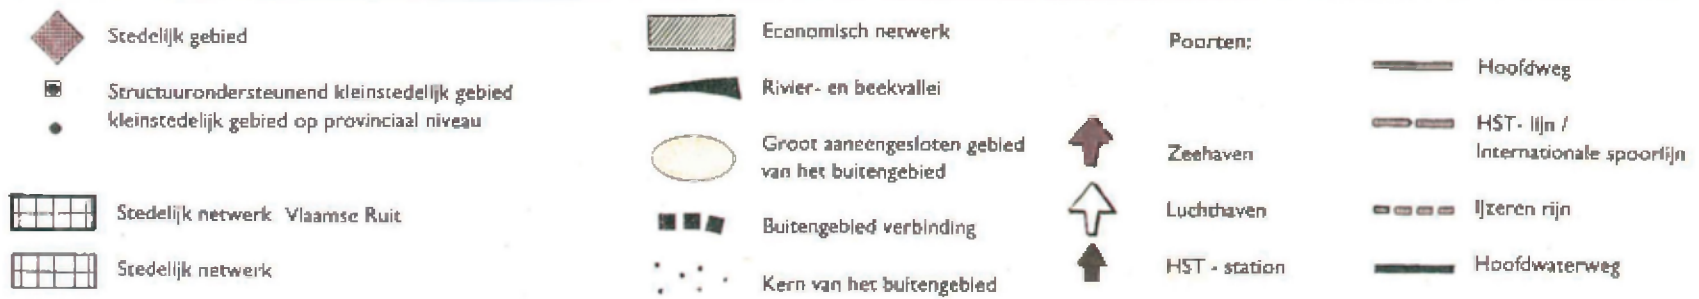 Stedelijk gebied
Structuurondersteunend kleinstedelijk gebied
kleinstedelijk gebied op provinciaal niveau
Stedelijk netwerk Vlaamse Ruit
Stedelijk netwerk
Economisch netwerk
Rivier- en beekvallei
Groot aaneengesloten gebied
van het buitengebied
Buitengebied verbinding
Kern van het buitengebied
Poorten:
Zeehaven
Luchthaven
HST - station
Hoofdweg
HST- lijn /
Internationale spoorlijn
Ijzeren rijn
Hoofdwaterweg